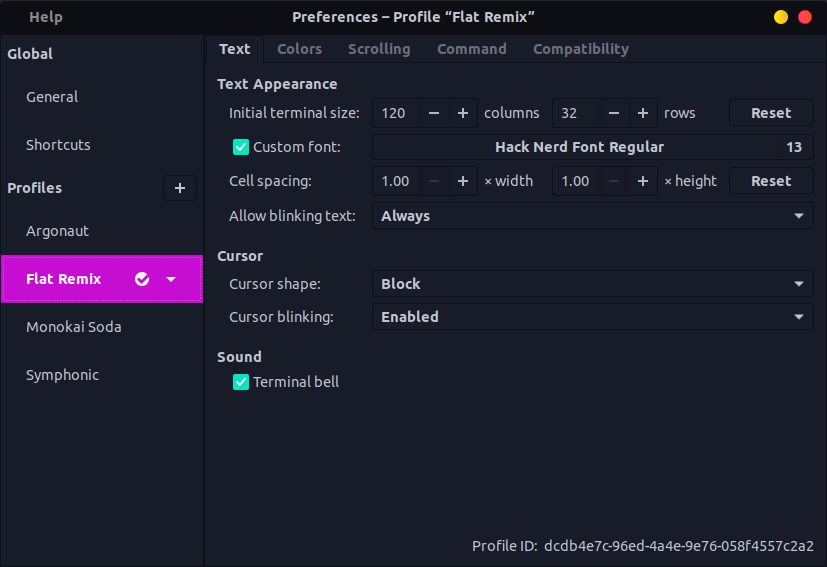 Help Preferences – Profile “Flat Remix”
Global
General
Shortcuts
Profiles
Argonaut
Flat Remix
Monokai Soda
Symphonic
Text Colors Scrolling Command Compatibility
Text Appearance
Initial terminal size: 120 − + columns 32 − + rows Reset
Custom font: Hack Nerd Font Regular 13
Cell spacing: 1.00 − + × width 1.00 − + × height Reset
Allow blinking text: Always
Cursor
Cursor shape: Block
Cursor blinking: Enabled
Sound
Terminal bell
Profile ID: dcdb4e7c-96ed-4a4e-9e76-058f4557c2a2